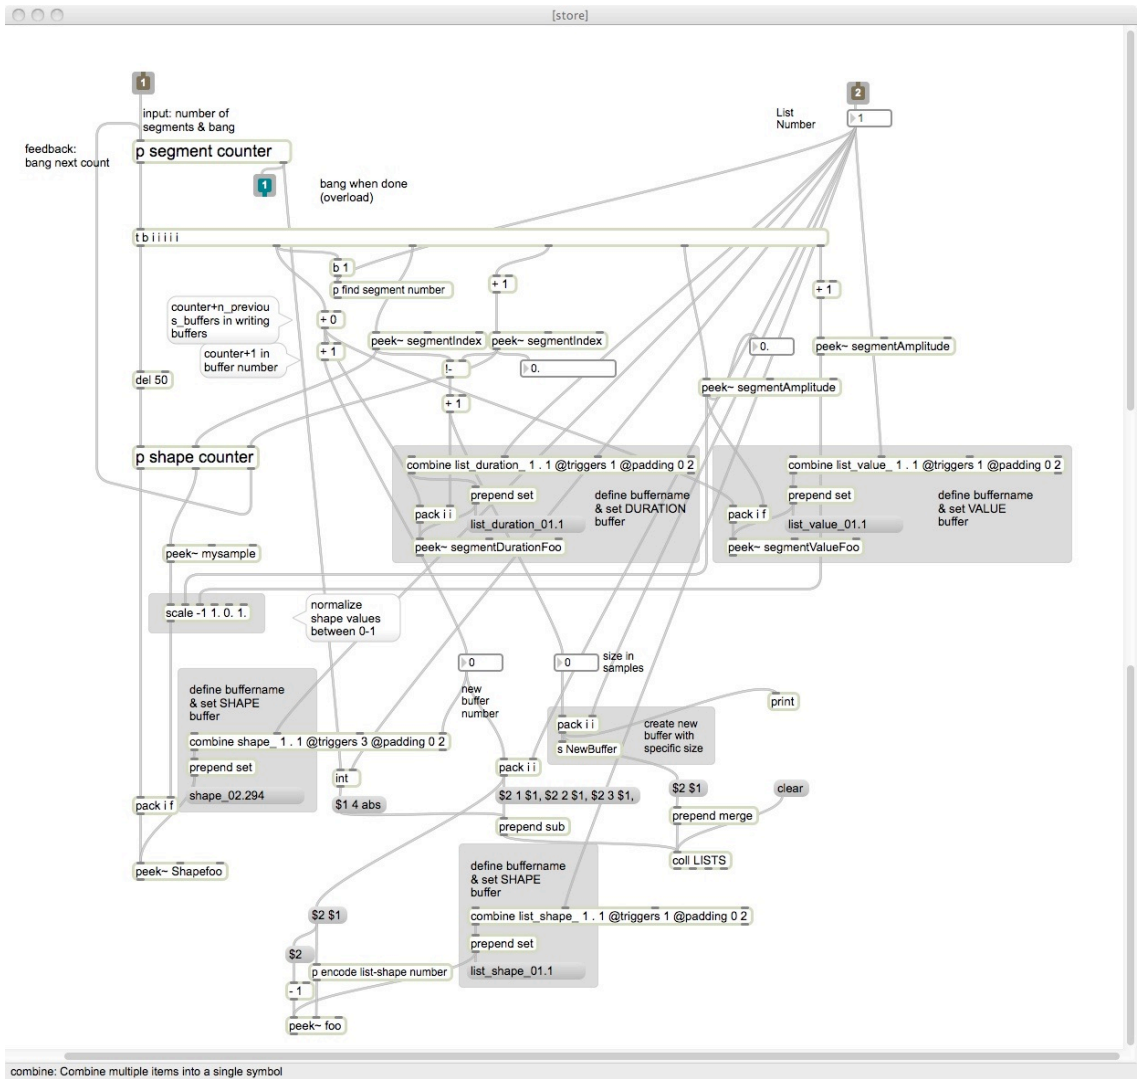 [store]
1
2
input: number of
segments & bang
List
Number
1
feedback:
bang next count
p segment counter
1
bang when done
(overload)
t b i i i i i
b 1
p find segment number
+ 1
+ 1
counter+n_previou
s_buffers in writing
buffers
+ 0
counter+1 in
buffer number
+ 1
peek~ segmentIndex
peek~ segmentIndex
0.
peek~ segmentAmplitude
!-
0.
del 50
peek~ segmentAmplitude
+ 1
p shape counter
combine list_duration_ 1 . 1 @triggers 1 @padding 0 2
combine list_value_ 1 . 1 @triggers 1 @padding 0 2
prepend set
define buffername
& set DURATION
buffer
prepend set
define buffername
& set VALUE
buffer
pack i i
list_duration_01.1
pack i f
list_value_01.1
peek~ mysample
peek~ segmentDurationFoo
peek~ segmentValueFoo
scale -1 1. 0. 1.
normalize
shape values
between 0-1
0
0
size in
samples
define buffername
& set SHAPE
buffer
new
buffer
number
print
pack i i
create new
buffer with
specific size
combine shape_ 1 . 1 @triggers 3 @padding 0 2
s NewBuffer
prepend set
int
pack i i
shape_02.294
$1 4 abs
$2 1 $1, $2 2 $1, $2 3 $1,
$2 $1
clear
pack i f
prepend sub
prepend merge
peek~ Shapefoo
define buffername
& set SHAPE
buffer
coll LISTS
$2 $1
combine list_shape_ 1 . 1 @triggers 1 @padding 0 2
$2
prepend set
p encode list-shape number
list_shape_01.1
- 1
peek~ foo
combine: Combine multiple items into a single symbol